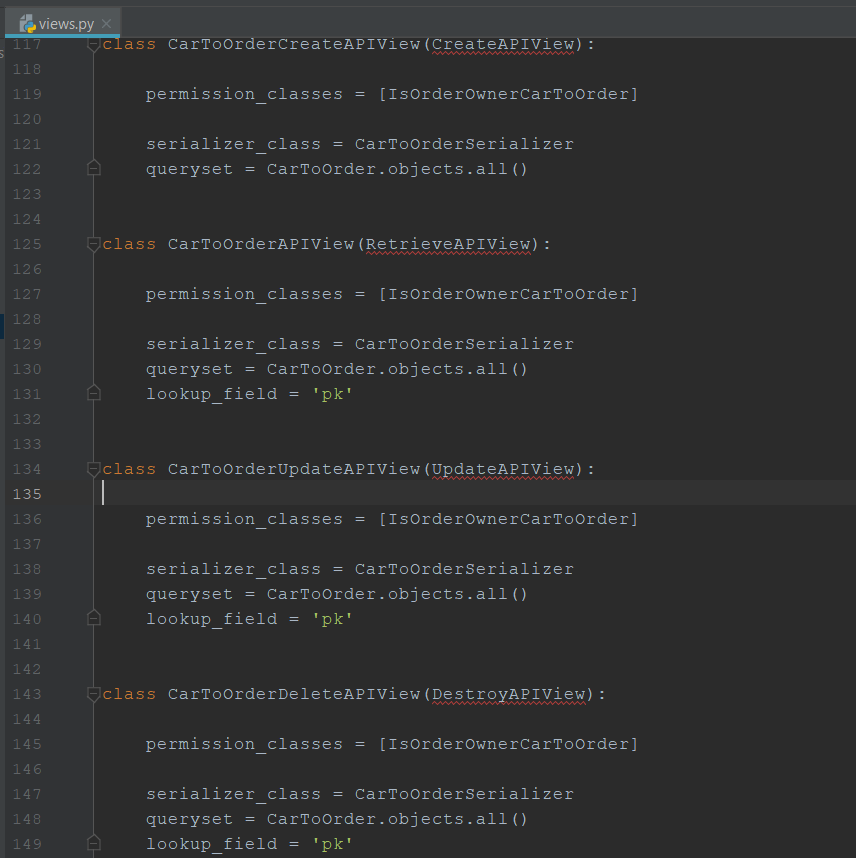 views.py
117 class CarToOrderCreateAPIView(CreateAPIView):
118
119     permission_classes = [IsOrderOwnerCarToOrder]
120
121     serializer_class = CarToOrderSerializer
122     queryset = CarToOrder.objects.all()
123
124
125 class CarToOrderAPIView(RetrieveAPIView):
126
127     permission_classes = [IsOrderOwnerCarToOrder]
128
129     serializer_class = CarToOrderSerializer
130     queryset = CarToOrder.objects.all()
131     lookup_field = 'pk'
132
133
134 class CarToOrderUpdateAPIView(UpdateAPIView):
135
136     permission_classes = [IsOrderOwnerCarToOrder]
137
138     serializer_class = CarToOrderSerializer
139     queryset = CarToOrder.objects.all()
140     lookup_field = 'pk'
141
142
143 class CarToOrderDeleteAPIView(DestroyAPIView):
144
145     permission_classes = [IsOrderOwnerCarToOrder]
146
147     serializer_class = CarToOrderSerializer
148     queryset = CarToOrder.objects.all()
149     lookup_field = 'pk'